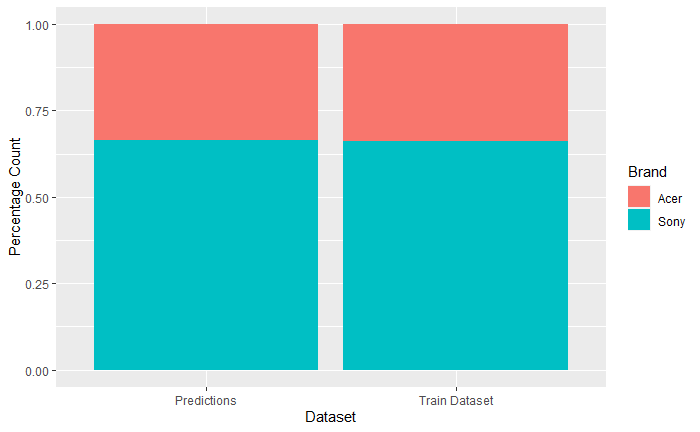 1.00
0.75
0.50
0.25
0.00
Percentage Count
Predictions
Train Dataset
Dataset
Brand
Acer
Sony